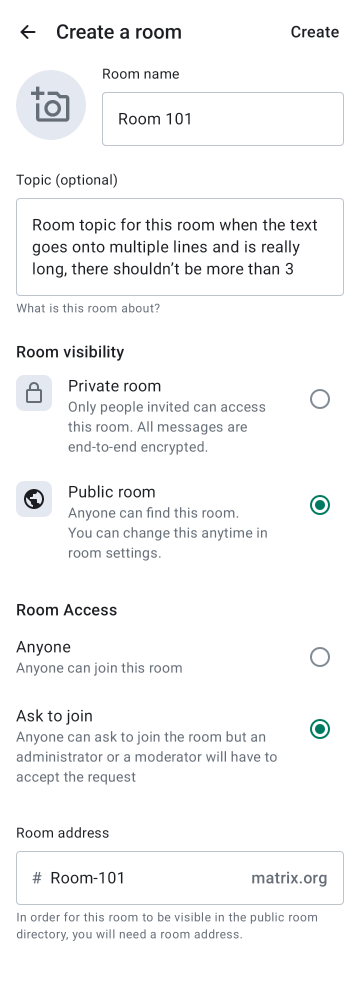 Create a room
Create
Room name
Room 101
Topic (optional)
Room topic for this room when the text
goes onto multiple lines and is really
long, there shouldn’t be more than 3
What is this room about?
Room visibility
Private room
Only people invited can access
this room. All messages are
end-to-end encrypted.
Public room
Anyone can find this room.
You can change this anytime in
room settings.
Room Access
Anyone
Anyone can join this room
Ask to join
Anyone can ask to join the room but an
administrator or a moderator will have to
accept the request
Room address
# Room-101 matrix.org
In order for this room to be visible in the public room
directory, you will need a room address.